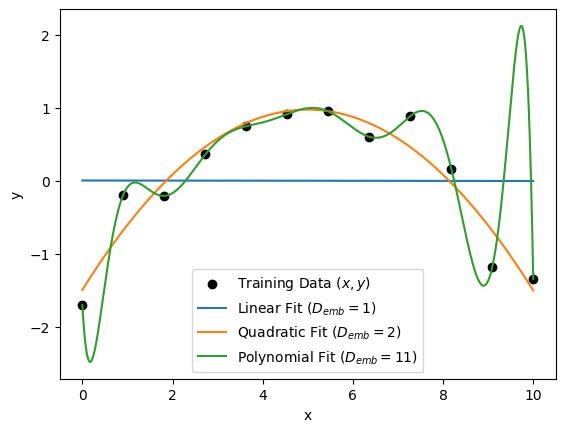 2
1
0
−1
−2
y
Training Data (x, y)
Linear Fit (D_emb = 1)
Quadratic Fit (D_emb = 2)
Polynomial Fit (D_emb = 11)
0 2 4 6 8 10
x